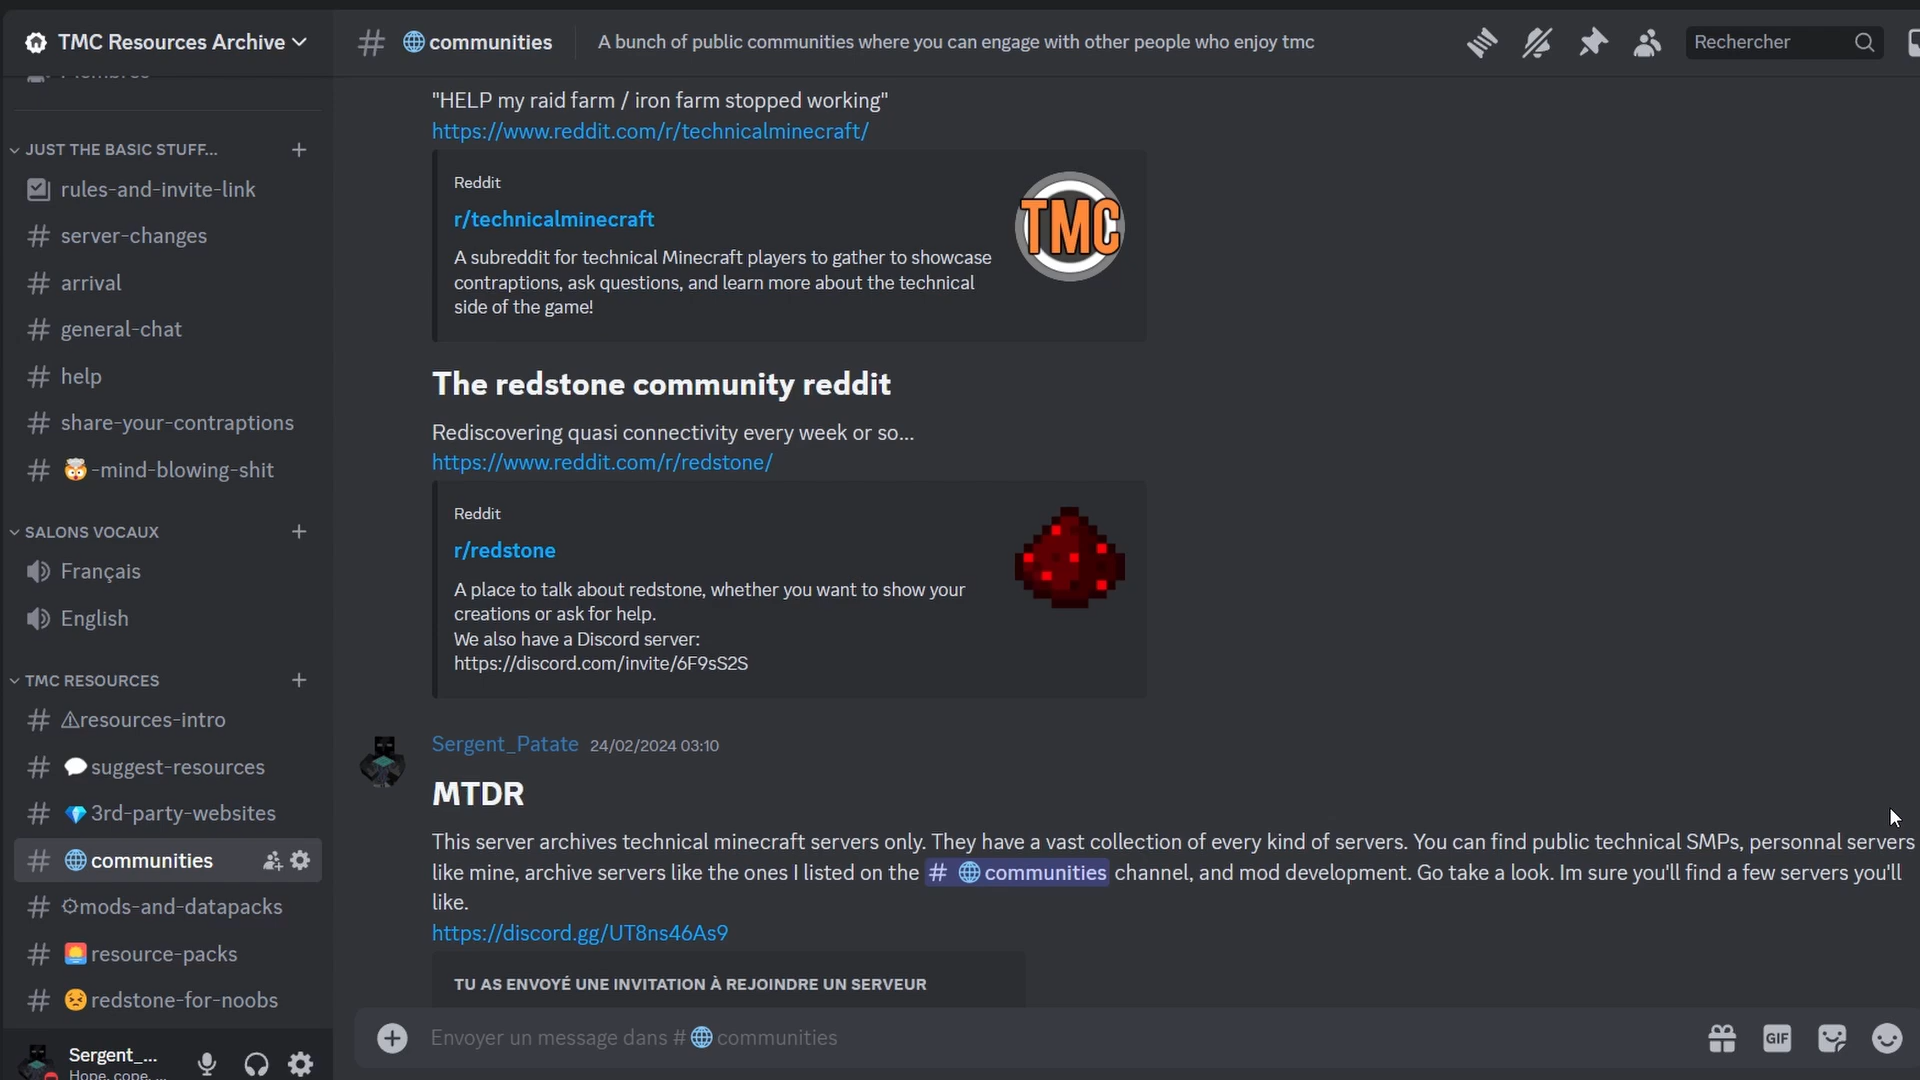 TMC Resources Archive
communities
A bunch of public communities where you can engage with other people who enjoy tmc
Rechercher
Membres
JUST THE BASIC STUFF...
rules-and-invite-link
server-changes
arrival
general-chat
help
share-your-contraptions
🤯-mind-blowing-shit
SALONS VOCAUX
Français
English
TMC RESOURCES
⚠resources-intro
💬suggest-resources
💎3rd-party-websites
🌐communities
⚙mods-and-datapacks
🌅resource-packs
😣redstone-for-noobs
Sergent_...
Hope, cope, ...
"HELP my raid farm / iron farm stopped working"
https://www.reddit.com/r/technicalminecraft/
Reddit
r/technicalminecraft
A subreddit for technical Minecraft players to gather to showcase
contraptions, ask questions, and learn more about the technical
side of the game!
TMC
The redstone community reddit
Rediscovering quasi connectivity every week or so...
https://www.reddit.com/r/redstone/
Reddit
r/redstone
A place to talk about redstone, whether you want to show your
creations or ask for help.
We also have a Discord server:
https://discord.com/invite/6F9sS2S
Sergent_Patate 24/02/2024 03:10
MTDR
This server archives technical minecraft servers only. They have a vast collection of every kind of servers. You can find public technical SMPs, personnal servers
like mine, archive servers like the ones I listed on the # 🌐communities channel, and mod development. Go take a look. Im sure you'll find a few servers you'll
like.
https://discord.gg/UT8ns46As9
TU AS ENVOYÉ UNE INVITATION À REJOINDRE UN SERVEUR
Envoyer un message dans #🌐communities
GIF